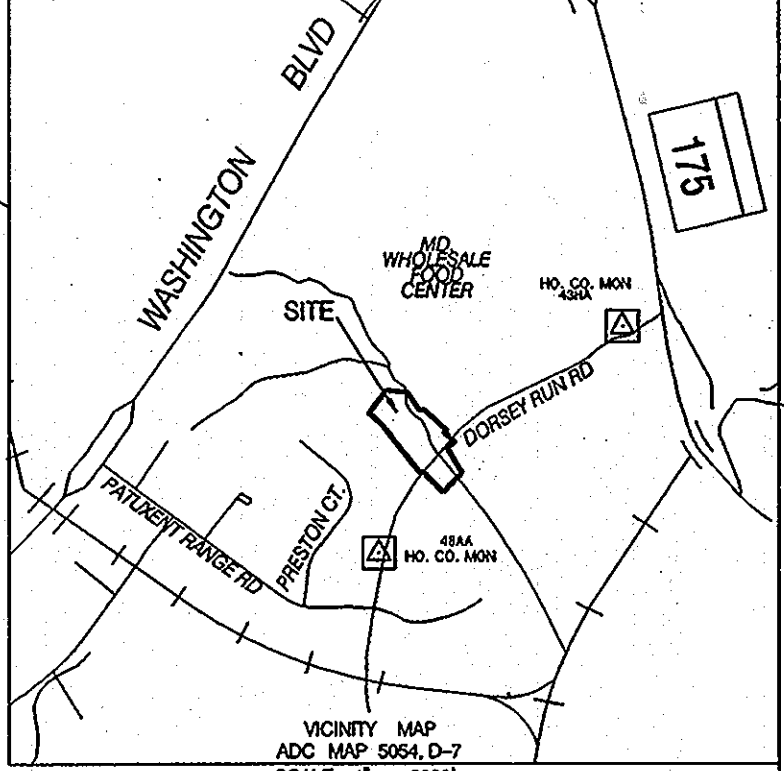 WASHINGTON BLVD
175
MD.
WHOLESALE
FOOD
CENTER
HO. CO. MON
43HA
SITE
DORSEY RUN RD
PATUXENT RANGE RD
PRESTON CT.
48AA
HO. CO. MON
VICINITY MAP
ADC MAP 5054, D-7